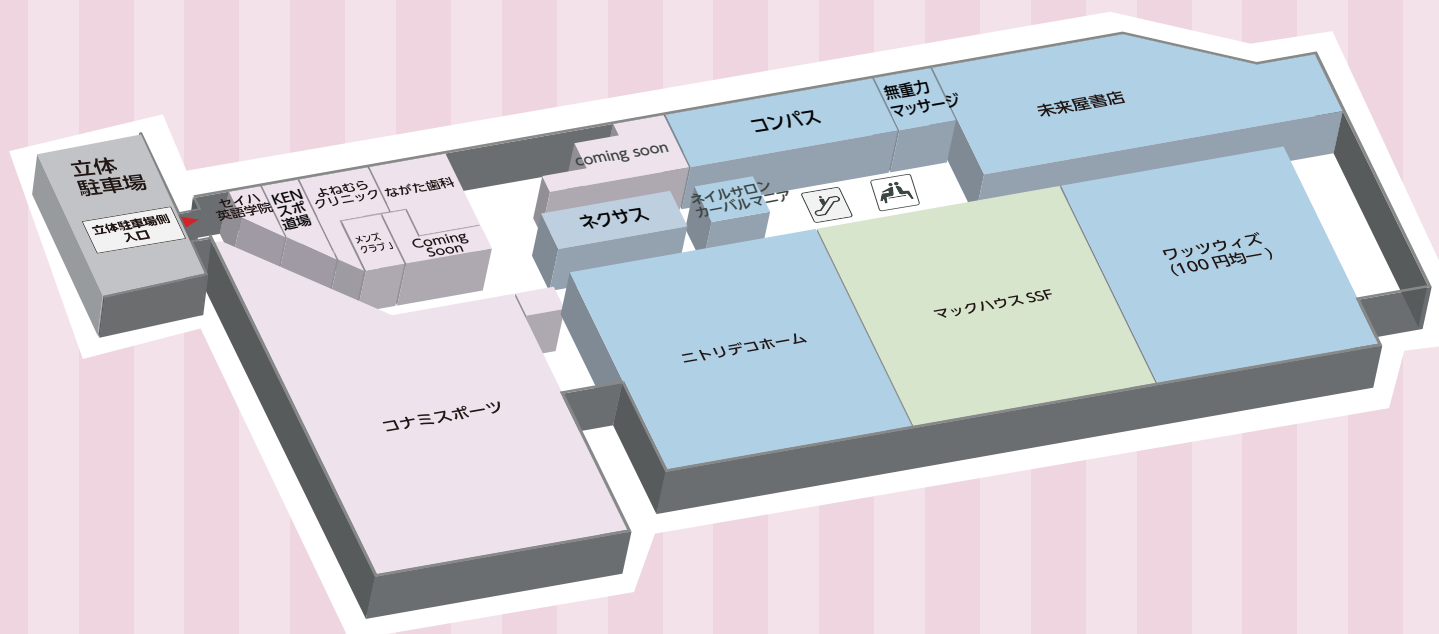 立体
駐車場
立体駐車場側
入口
セイハ
英語学院
KEN
スポ
道場
よねむら
クリニック
ながた歯科
メンズ
クラブJ
Coming
Soon
coming soon
ネクサス
コンパス
無重力
マッサージ
未来屋書店
ネイルサロン
カーバルマニア
ニトリデコホーム
マックハウス SSF
ワッツウィズ
(100 円均一 )
コナミスポーツ